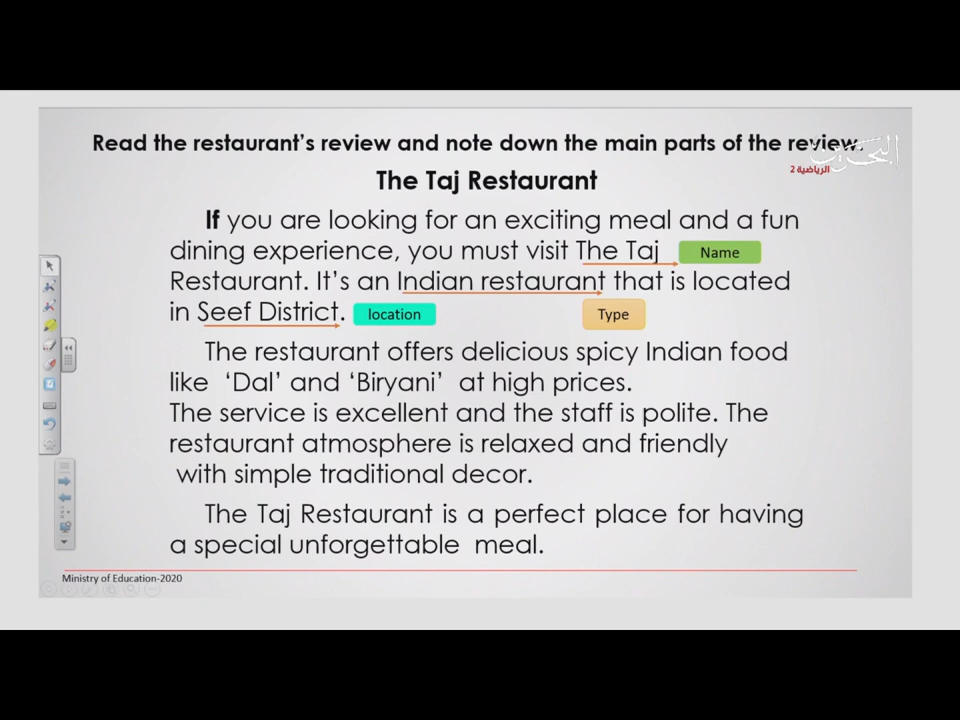 Read the restaurant's review and note down the main parts of the review.
البحرين
الرياضية 2
The Taj Restaurant
If you are looking for an exciting meal and a fun
dining experience, you must visit The Taj Name
Restaurant. It's an Indian restaurant that is located
in Seef District. location Type
The restaurant offers delicious spicy Indian food
like 'Dal' and 'Biryani' at high prices.
The service is excellent and the staff is polite. The
restaurant atmosphere is relaxed and friendly
with simple traditional decor.
The Taj Restaurant is a perfect place for having
a special unforgettable meal.
Ministry of Education-2020